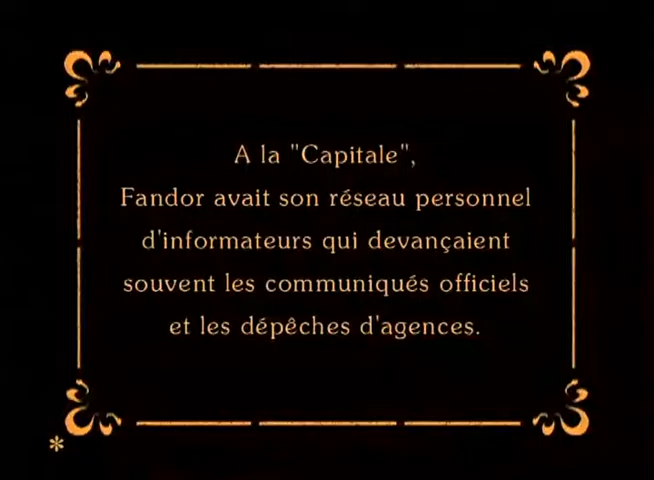 A la "Capitale",
Fandor avait son réseau personnel
d'informateurs qui devançaient
souvent les communiqués officiels
et les dépêches d'agences.
*